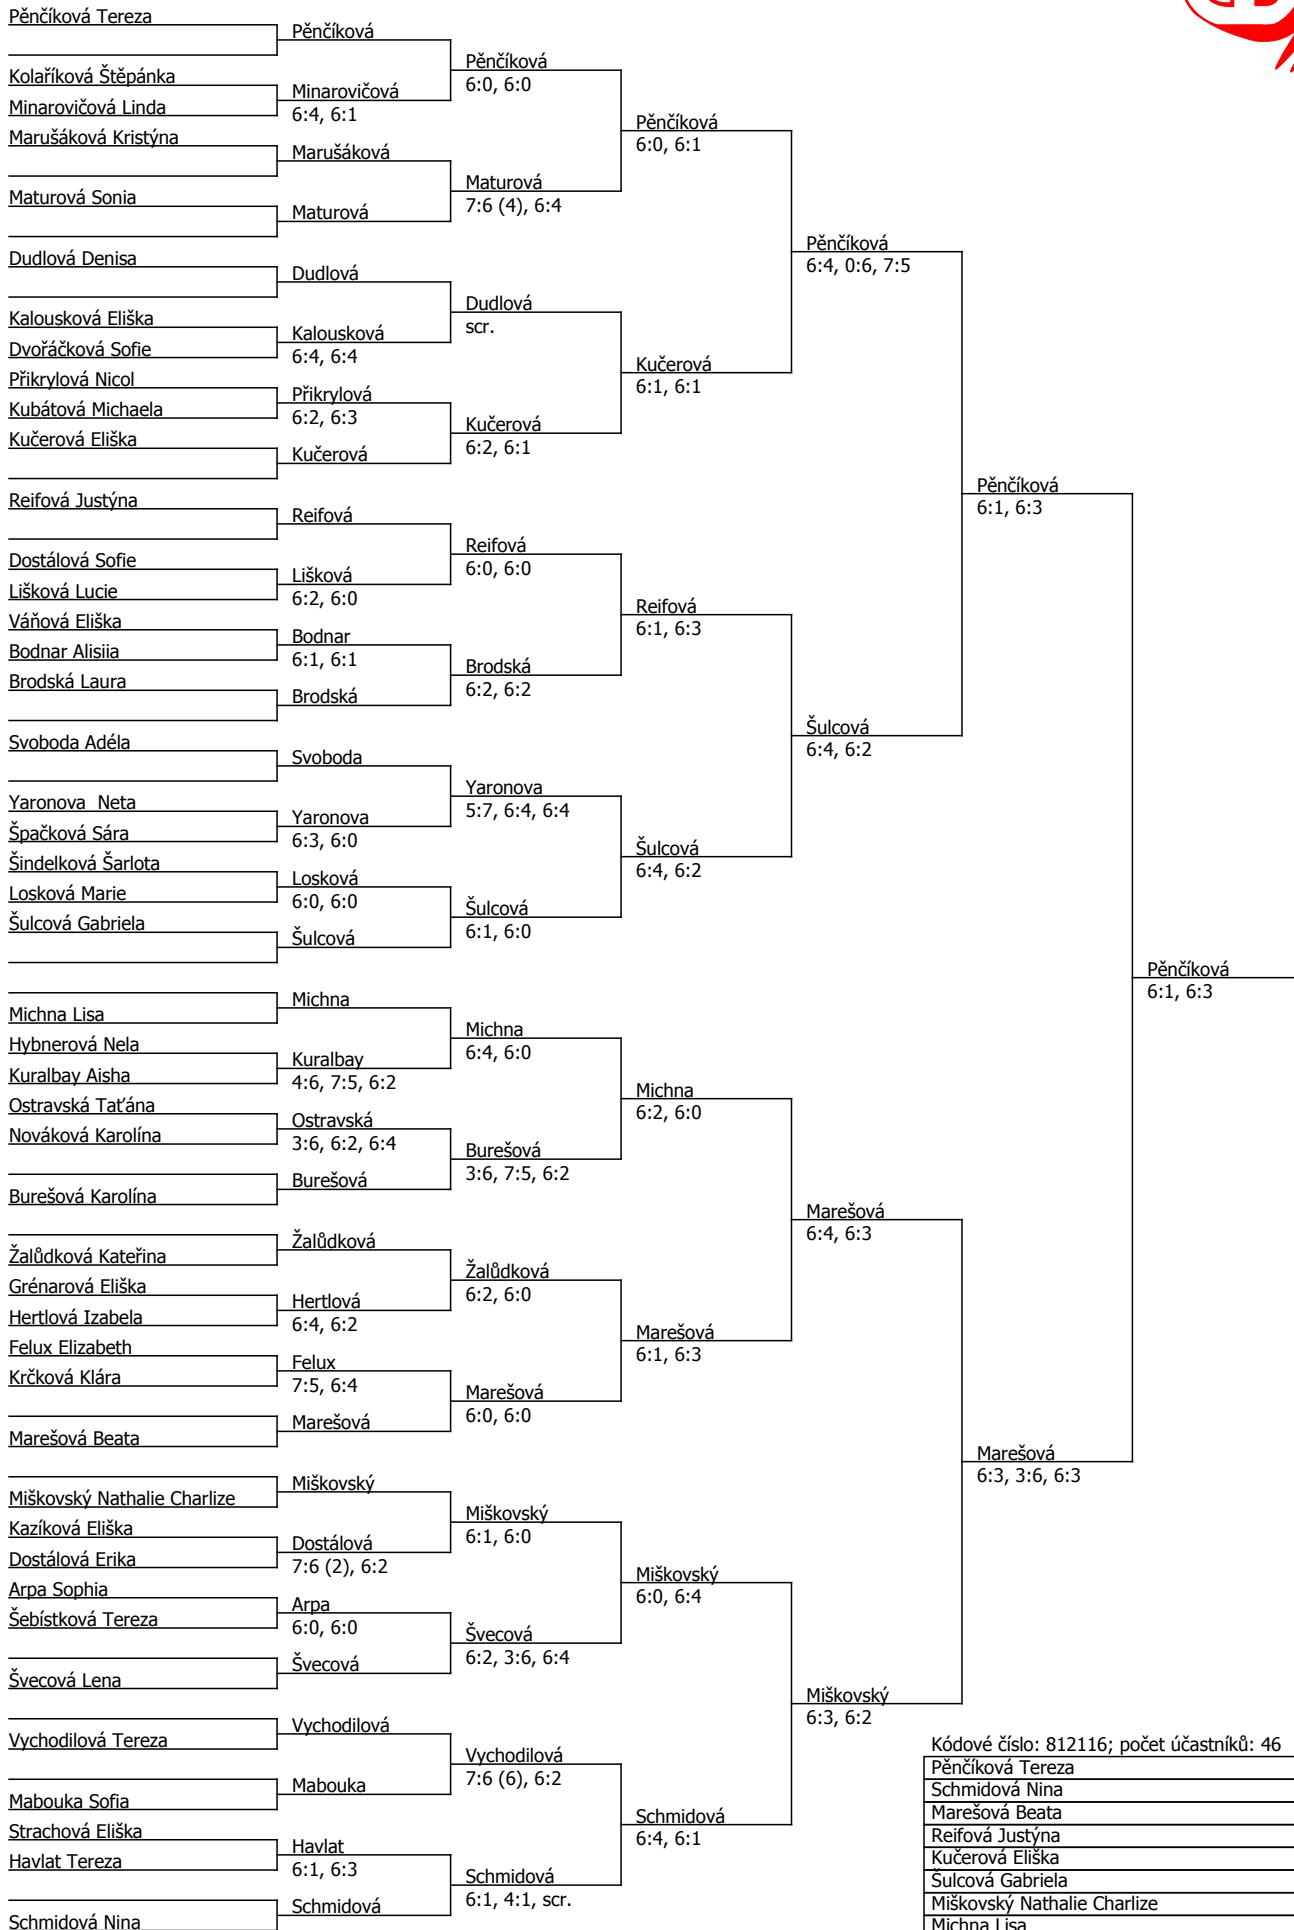 Pěnčíková Tereza
Kolaříková Štěpánka
Minarovičová Linda
Marušáková Kristýna
Maturová Sonia
Dudlová Denisa
Kalousková Eliška
Dvořáčková Sofie
Přikrylová Nicol
Kubátová Michaela
Kučerová Eliška
Reifová Justýna
Dostálová Sofie
Lišková Lucie
Váňová Eliška
Bodnar Alisiia
Brodská Laura
Svoboda Adéla
Yaronova  Neta
Špačková Sára
Šindelková Šarlota
Losková Marie
Šulcová Gabriela
Michna Lisa
Hybnerová Nela
Kuralbay Aisha
Ostravská Taťána
Nováková Karolína
Burešová Karolína
Žalůdková Kateřina
Grénarová Eliška
Hertlová Izabela
Felux Elizabeth
Krčková Klára
Marešová Beata
Miškovský Nathalie Charlize
Kazíková Eliška
Dostálová Erika
Arpa Sophia
Šebístková Tereza
Švecová Lena
Vychodilová Tereza
Mabouka Sofia
Strachová Eliška
Havlat Tereza
Schmidová Nina
Pěnčíková
Minarovičová
6:4, 6:1
Marušáková
Maturová
Dudlová
Kalousková
6:4, 6:4
Přikrylová
6:2, 6:3
Kučerová
Reifová
Lišková
6:2, 6:0
Bodnar
6:1, 6:1
Brodská
Svoboda
Yaronova
6:3, 6:0
Losková
6:0, 6:0
Šulcová
Michna
Kuralbay
4:6, 7:5, 6:2
Ostravská
3:6, 6:2, 6:4
Burešová
Žalůdková
Hertlová
6:4, 6:2
Felux
7:5, 6:4
Marešová
Miškovský
Dostálová
7:6 (2), 6:2
Arpa
6:0, 6:0
Švecová
Vychodilová
Mabouka
Havlat
6:1, 6:3
Schmidová
Pěnčíková
6:0, 6:0
Maturová
7:6 (4), 6:4
Dudlová
scr.
Kučerová
6:2, 6:1
Reifová
6:0, 6:0
Brodská
6:2, 6:2
Yaronova
5:7, 6:4, 6:4
Šulcová
6:1, 6:0
Michna
6:4, 6:0
Burešová
3:6, 7:5, 6:2
Žalůdková
6:2, 6:0
Marešová
6:0, 6:0
Miškovský
6:1, 6:0
Švecová
6:2, 3:6, 6:4
Vychodilová
7:6 (6), 6:2
Schmidová
6:1, 4:1, scr.
Pěnčíková
6:0, 6:1
Kučerová
6:1, 6:1
Reifová
6:1, 6:3
Šulcová
6:4, 6:2
Michna
6:2, 6:0
Marešová
6:1, 6:3
Miškovský
6:0, 6:4
Schmidová
6:4, 6:1
Pěnčíková
6:4, 0:6, 7:5
Šulcová
6:4, 6:2
Marešová
6:4, 6:3
Miškovský
6:3, 6:2
Pěnčíková
6:1, 6:3
Marešová
6:3, 3:6, 6:3
Pěnčíková
6:1, 6:3
Kódové číslo: 812116; počet účastníků: 46
Pěnčíková Tereza
Schmidová Nina
Marešová Beata
Reifová Justýna
Kučerová Eliška
Šulcová Gabriela
Miškovský Nathalie Charlize
Michna Lisa